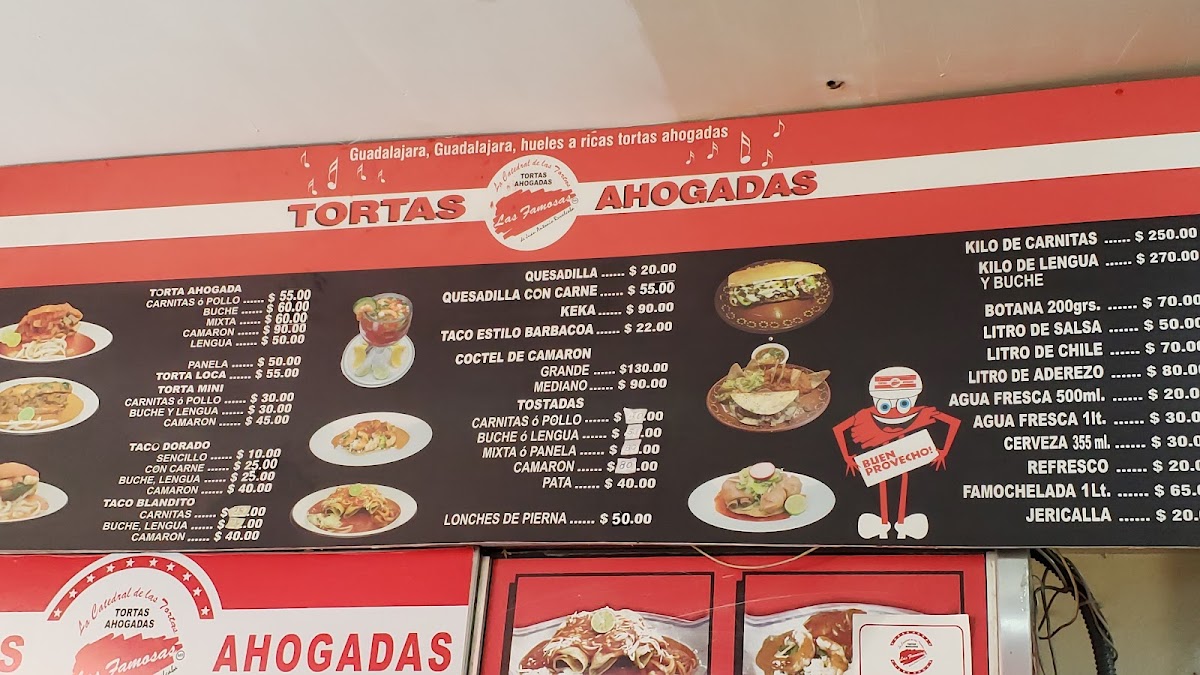 Guadalajara, Guadalajara, hueles a ricas tortas ahogadas
TORTAS AHOGADAS
La Catedral de las Tortas
TORTAS
AHOGADAS
Las Famosas
TORTA AHOGADA
CARNITAS ó POLLO ...... $ 55.00
BUCHE ...... $ 60.00
MIXTA ...... $ 60.00
CAMARON ...... $ 90.00
LENGUA ...... $ 50.00
PANELA ...... $ 50.00
TORTA LOCA ...... $ 55.00
TORTA MINI
CARNITAS ó POLLO ...... $ 30.00
BUCHE Y LENGUA ...... $ 30.00
CAMARON ...... $ 45.00
TACO DORADO
SENCILLO ...... $ 10.00
CON CARNE ...... $ 25.00
BUCHE, LENGUA ...... $ 25.00
CAMARON ...... $ 40.00
TACO BLANDITO
CARNITAS ...... $
BUCHE, LENGUA ...... $
CAMARON ...... $ 40.00
QUESADILLA ...... $ 20.00
QUESADILLA CON CARNE ...... $ 55.00
KEKA ...... $ 90.00
TACO ESTILO BARBACOA ...... $ 22.00
COCTEL DE CAMARON
GRANDE ...... $130.00
MEDIANO ...... $ 90.00
TOSTADAS
CARNITAS ó POLLO ...... $
BUCHE ó LENGUA ...... $
MIXTA ó PANELA ...... $
CAMARON ...... $ 80.00
PATA ...... $ 40.00
LONCHES DE PIERNA ...... $ 50.00
KILO DE CARNITAS ...... $ 250.00
KILO DE LENGUA ...... $ 270.00
Y BUCHE
BOTANA 200grs. ...... $ 70.00
LITRO DE SALSA ...... $ 50.00
LITRO DE CHILE ...... $ 70.00
LITRO DE ADEREZO ...... $ 80.00
AGUA FRESCA 500ml. ...... $ 20.0
AGUA FRESCA 1lt. ...... $ 30.0
CERVEZA 355 ml. ...... $ 30.0
REFRESCO ...... $ 20.0
FAMOCHELADA 1Lt. ...... $ 65.0
JERICALLA ...... $ 20.
BUEN
PROVECHO!
La Catedral de las Tortas
TORTAS
AHOGADAS
Las Famosas
S AHOGADAS
Las Famosas